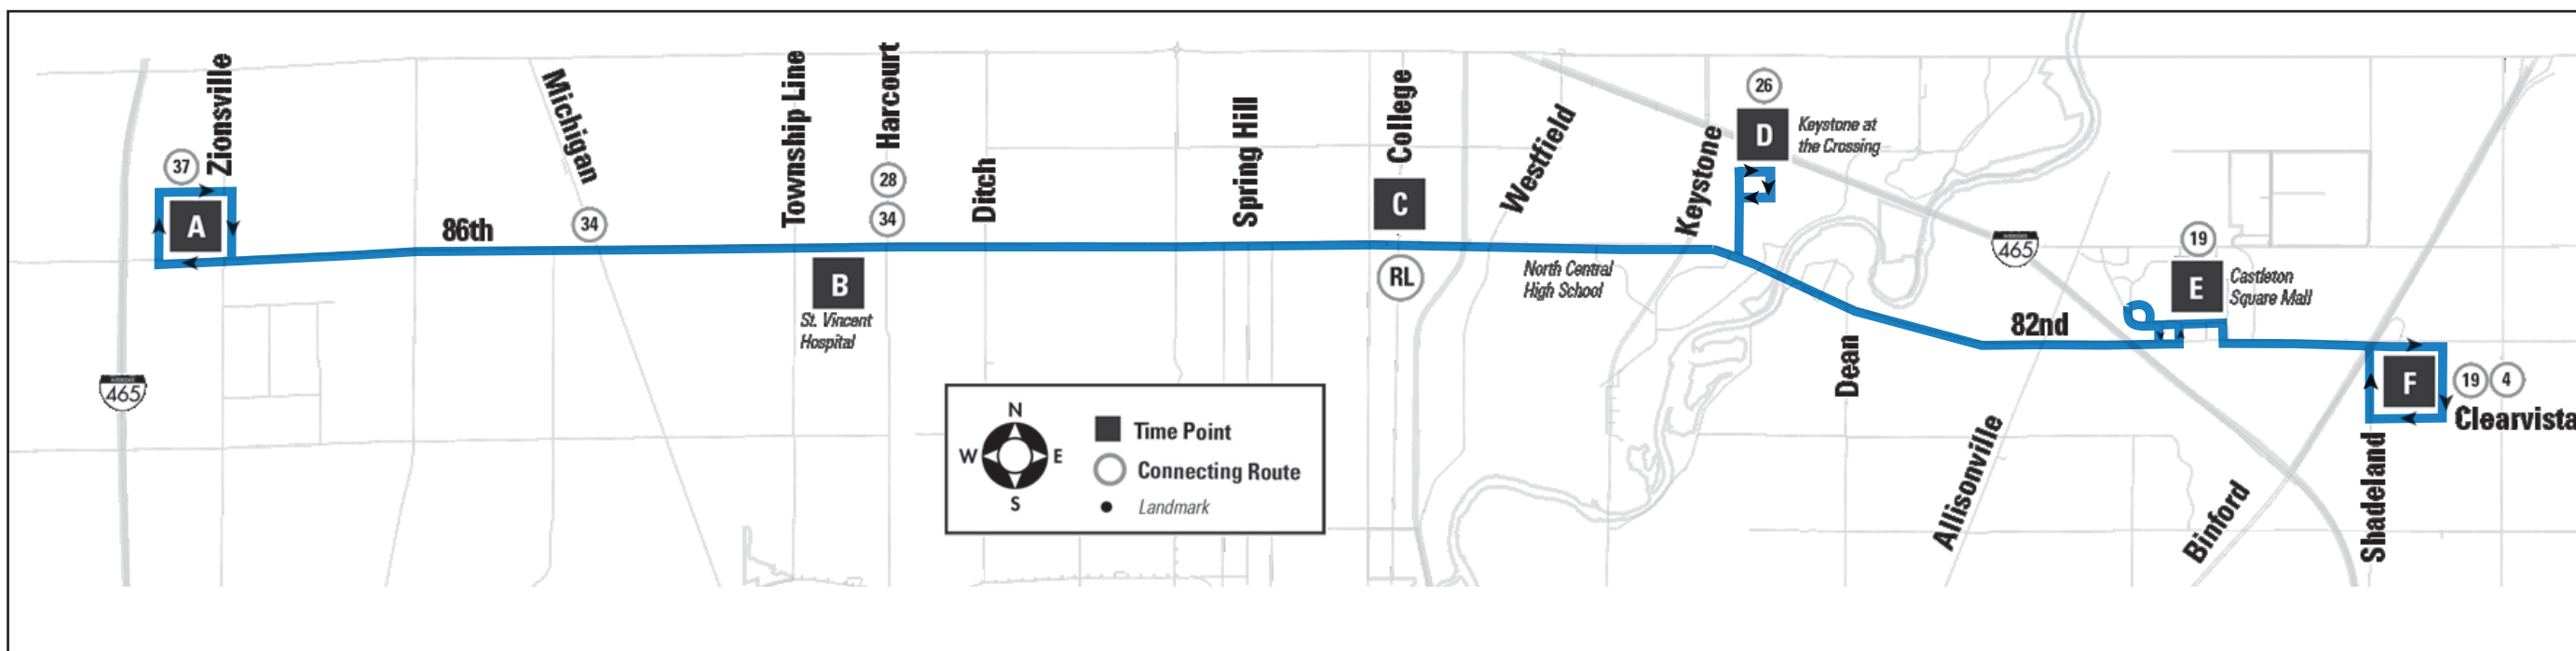 Zionsville
37
A
86th
Michigan
34
Township Line
Harcourt
28
34
B
St. Vincent
Hospital
Ditch
Spring Hill
College
C
RL
Westfield
North Central
High School
Keystone
26
D
Keystone at
the Crossing
Dean
82nd
465
Allisonville
19
E
Castleton
Square Mall
Binford
Shadeland
F
19
4
Clearvista
465
N
W
E
S
Time Point
Connecting Route
Landmark